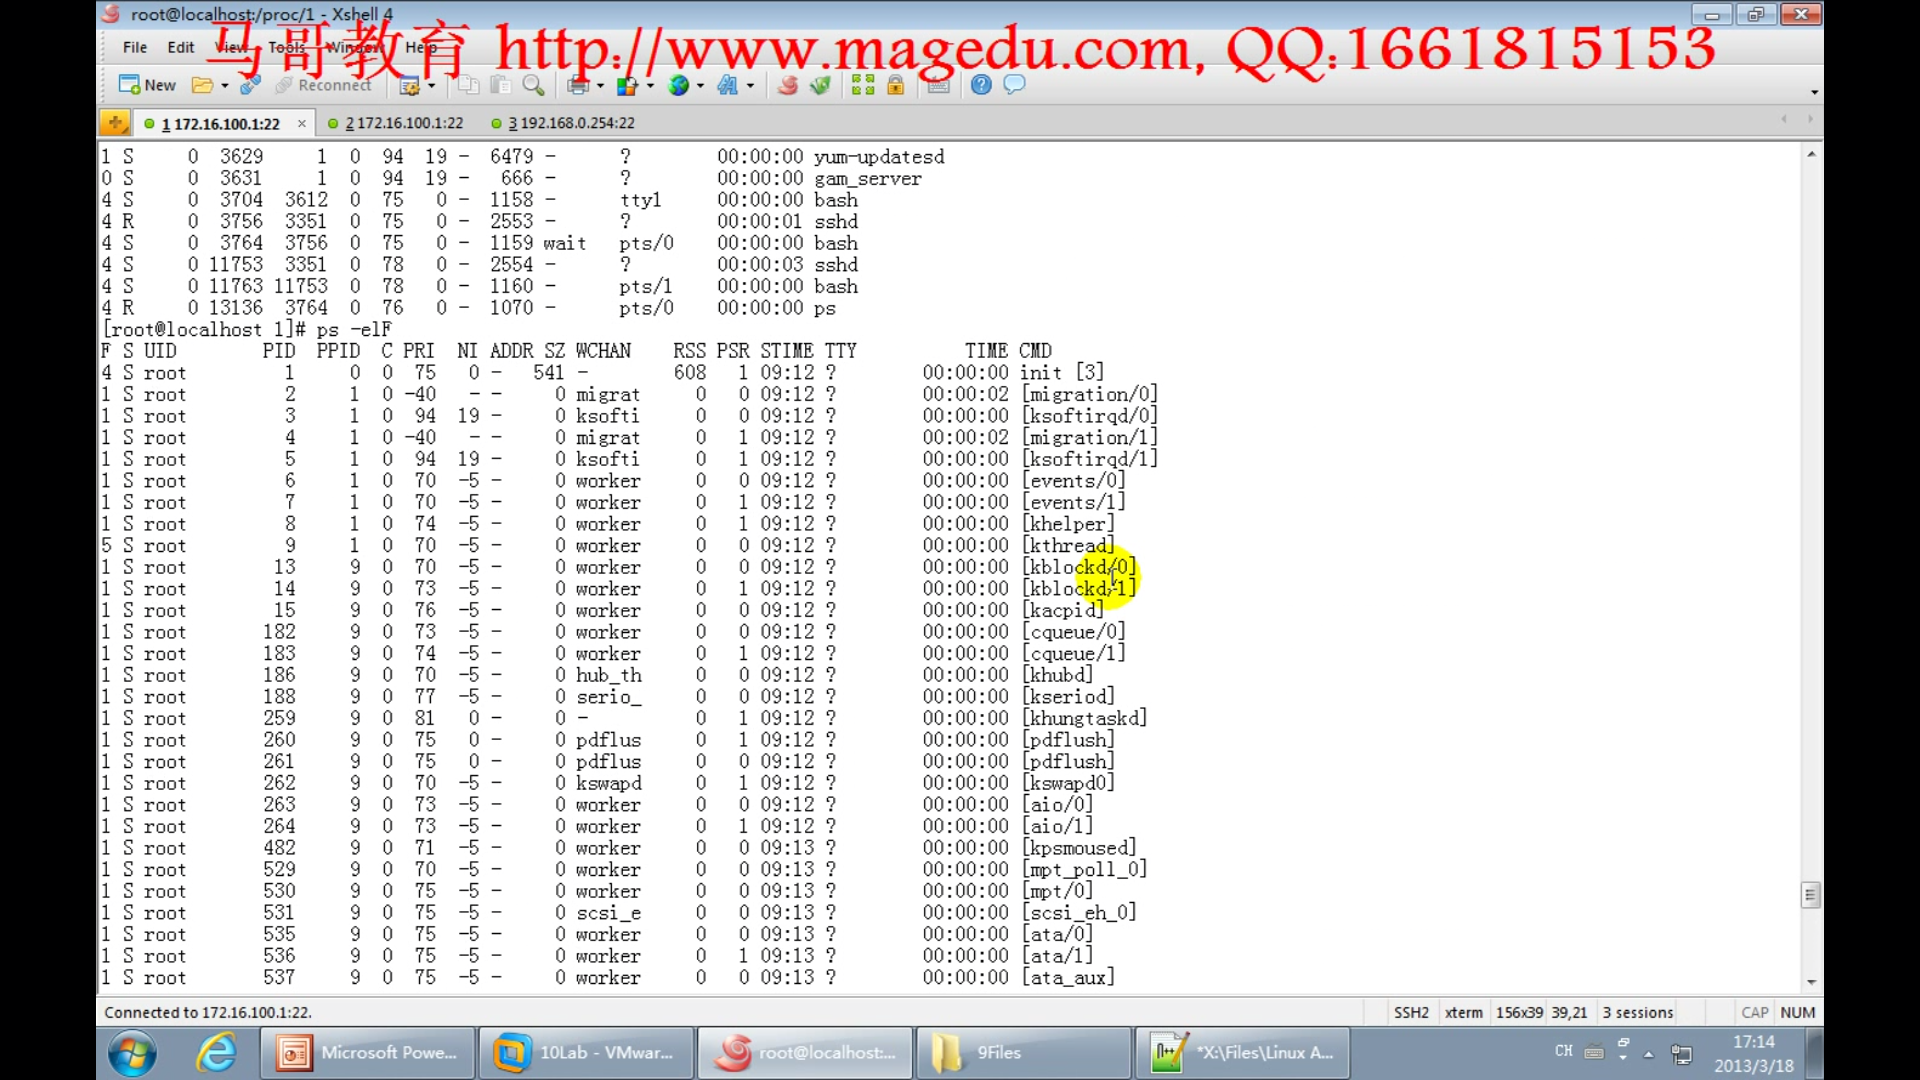 root@localhost:/proc/1 - Xshell 4
File Edit View Tools Window Help
马哥教育 http://www.magedu.com, QQ:1661815153
New Reconnect
1 172.16.100.1:22 × 2 172.16.100.1:22 3 192.168.0.254:22
1 S 0 3629 1 0 94 19 - 6479 - ? 00:00:00 yum-updatesd
0 S 0 3631 1 0 94 19 - 666 - ? 00:00:00 gam_server
4 S 0 3704 3612 0 75 0 - 1158 - tty1 00:00:00 bash
4 R 0 3756 3351 0 75 0 - 2553 - ? 00:00:01 sshd
4 S 0 3764 3756 0 75 0 - 1159 wait pts/0 00:00:00 bash
4 S 0 11753 3351 0 78 0 - 2554 - ? 00:00:03 sshd
4 S 0 11763 11753 0 78 0 - 1160 - pts/1 00:00:00 bash
4 R 0 13136 3764 0 76 0 - 1070 - pts/0 00:00:00 ps
[root@localhost 1]# ps -elF
F S UID PID PPID C PRI NI ADDR SZ WCHAN RSS PSR STIME TTY TIME CMD
4 S root 1 0 0 75 0 - 541 - 608 1 09:12 ? 00:00:00 init [3]
1 S root 2 1 0 -40 - - 0 migrat 0 0 09:12 ? 00:00:02 [migration/0]
1 S root 3 1 0 94 19 - 0 ksofti 0 0 09:12 ? 00:00:00 [ksoftirqd/0]
1 S root 4 1 0 -40 - - 0 migrat 0 1 09:12 ? 00:00:02 [migration/1]
1 S root 5 1 0 94 19 - 0 ksofti 0 1 09:12 ? 00:00:00 [ksoftirqd/1]
1 S root 6 1 0 70 -5 - 0 worker 0 0 09:12 ? 00:00:00 [events/0]
1 S root 7 1 0 70 -5 - 0 worker 0 1 09:12 ? 00:00:00 [events/1]
1 S root 8 1 0 74 -5 - 0 worker 0 1 09:12 ? 00:00:00 [khelper]
5 S root 9 1 0 70 -5 - 0 worker 0 0 09:12 ? 00:00:00 [kthread]
1 S root 13 9 0 70 -5 - 0 worker 0 0 09:12 ? 00:00:00 [kblockd/0]
1 S root 14 9 0 73 -5 - 0 worker 0 1 09:12 ? 00:00:00 [kblockd/1]
1 S root 15 9 0 76 -5 - 0 worker 0 0 09:12 ? 00:00:00 [kacpid]
1 S root 182 9 0 73 -5 - 0 worker 0 0 09:12 ? 00:00:00 [cqueue/0]
1 S root 183 9 0 74 -5 - 0 worker 0 1 09:12 ? 00:00:00 [cqueue/1]
1 S root 186 9 0 70 -5 - 0 hub_th 0 0 09:12 ? 00:00:00 [khubd]
1 S root 188 9 0 77 -5 - 0 serio_ 0 0 09:12 ? 00:00:00 [kseriod]
1 S root 259 9 0 81 0 - 0 - 0 1 09:12 ? 00:00:00 [khungtaskd]
1 S root 260 9 0 75 0 - 0 pdflus 0 1 09:12 ? 00:00:00 [pdflush]
1 S root 261 9 0 75 0 - 0 pdflus 0 0 09:12 ? 00:00:00 [pdflush]
1 S root 262 9 0 70 -5 - 0 kswapd 0 1 09:12 ? 00:00:00 [kswapd0]
1 S root 263 9 0 73 -5 - 0 worker 0 0 09:12 ? 00:00:00 [aio/0]
1 S root 264 9 0 73 -5 - 0 worker 0 1 09:12 ? 00:00:00 [aio/1]
1 S root 482 9 0 71 -5 - 0 worker 0 0 09:13 ? 00:00:00 [kpsmoused]
1 S root 529 9 0 70 -5 - 0 worker 0 0 09:13 ? 00:00:00 [mpt_poll_0]
1 S root 530 9 0 75 -5 - 0 worker 0 0 09:13 ? 00:00:00 [mpt/0]
1 S root 531 9 0 75 -5 - 0 scsi_e 0 0 09:13 ? 00:00:00 [scsi_eh_0]
1 S root 535 9 0 75 -5 - 0 worker 0 0 09:13 ? 00:00:00 [ata/0]
1 S root 536 9 0 75 -5 - 0 worker 0 1 09:13 ? 00:00:00 [ata/1]
1 S root 537 9 0 75 -5 - 0 worker 0 0 09:13 ? 00:00:00 [ata_aux]
Connected to 172.16.100.1:22. SSH2 xterm 156x39 39,21 3 sessions CAP NUM
Microsoft Powe... 10Lab - VMwar... root@localhost:... 9Files *X:\Files\Linux A... CH 17:14
2013/3/18